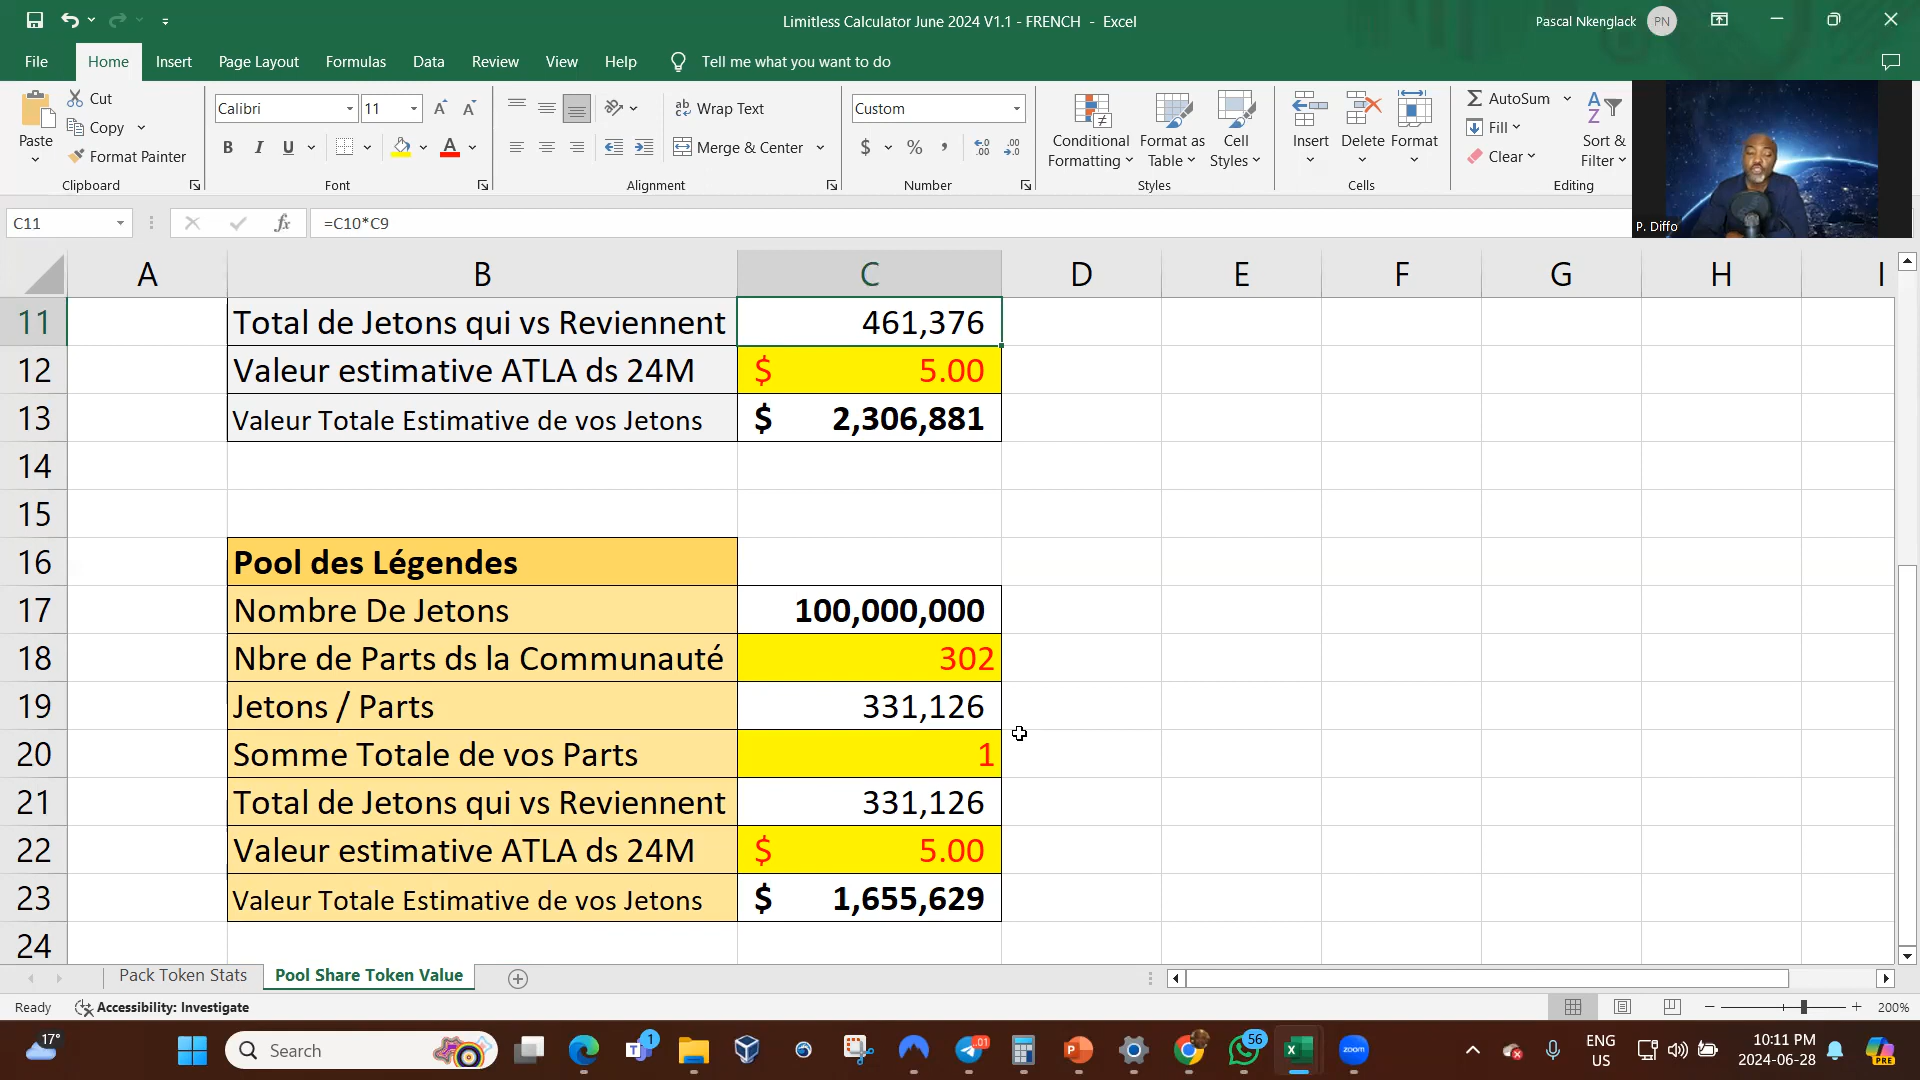 Limitless Calculator June 2024 V1.1 - FRENCH - Excel
Pascal Nkenglack
PN
File
Home
Insert
Page Layout
Formulas
Data
Review
View
Help
Tell me what you want to do
Paste
Cut
Copy
Format Painter
Clipboard
Calibri
11
B I U
Font
Wrap Text
Merge & Center
Alignment
Custom
$ % ,
Number
Conditional Formatting
Format as Table
Cell Styles
Styles
Insert
Delete
Format
Cells
AutoSum
Fill
Clear
Sort & Filter
Editing
P. Diffo
C11
fx
=C10*C9
A B C D E F G H I
11 Total de Jetons qui vs Reviennent 461,376
12 Valeur estimative ATLA ds 24M $ 5.00
13 Valeur Totale Estimative de vos Jetons $ 2,306,881
14
15
16 Pool des Légendes
17 Nombre De Jetons 100,000,000
18 Nbre de Parts ds la Communauté 302
19 Jetons / Parts 331,126
20 Somme Totale de vos Parts 1
21 Total de Jetons qui vs Reviennent 331,126
22 Valeur estimative ATLA ds 24M $ 5.00
23 Valeur Totale Estimative de vos Jetons $ 1,655,629
24
Pack Token Stats
Pool Share Token Value
Ready
Accessibility: Investigate
200%
17°
Search
1
.01
56
zoom
ENG
US
10:11 PM
2024-06-28
PRE